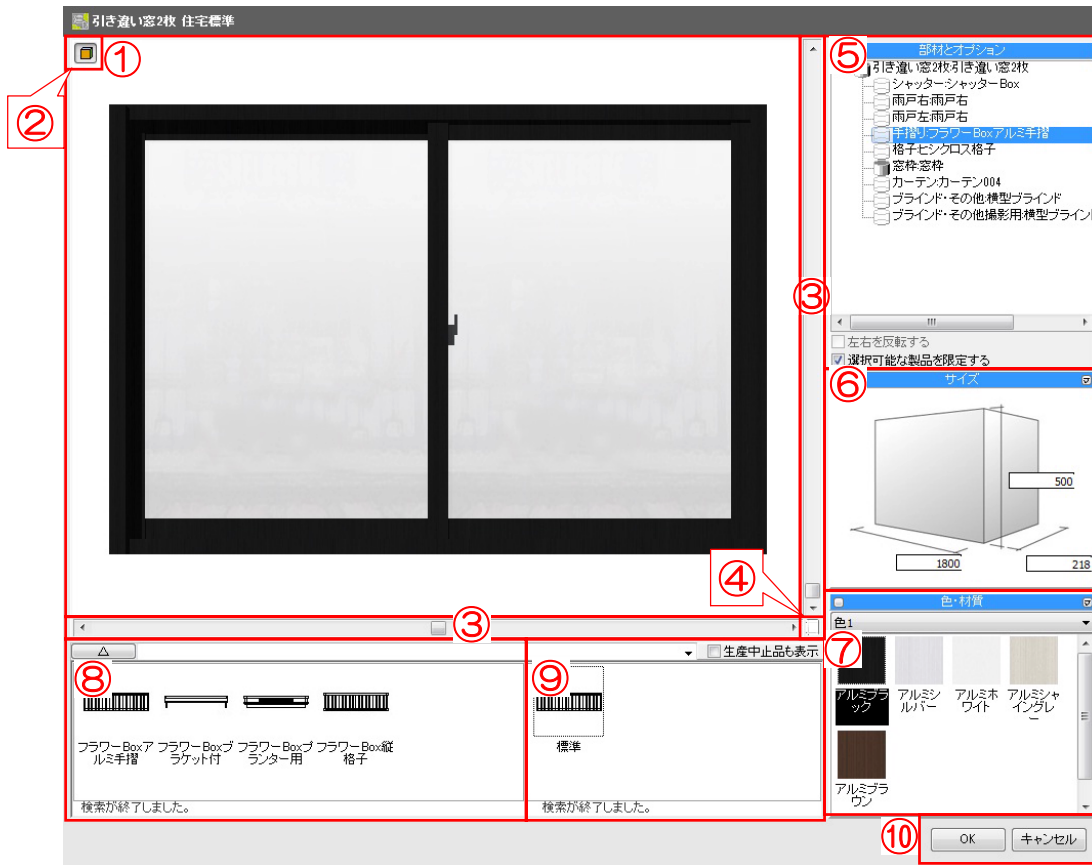 引き違い窓2枚 住宅標準
①
②
③
④
③
⑤
部材とオプション
引き違い窓2枚:引き違い窓2枚
シャッター:シャッターBox
雨戸右:雨戸右
雨戸左:雨戸右
手摺り:フラワーBoxアルミ手摺
格子:ヒシクロス格子
窓枠:窓枠
カーテン:カーテン004
ブラインド・その他:横型ブラインド
ブラインド・その他撮影用:横型ブライン
左右を反転する
選択可能な製品を限定する
⑥
サイズ
500
1800
218
色・材質
色1
⑦
アルミブラ
ック
アルミシ
ルバー
アルミホ
ワイト
アルミシャ
イングレ
ー
アルミブラ
ウン
⑧
△
フラワーBoxア
ルミ手摺
フラワーBoxブ
ラケット付
フラワーBoxプ
ランター用
フラワーBox縦
格子
検索が終了しました。
⑨
生産中止品も表示
標準
検索が終了しました。
⑩
OK
キャンセル